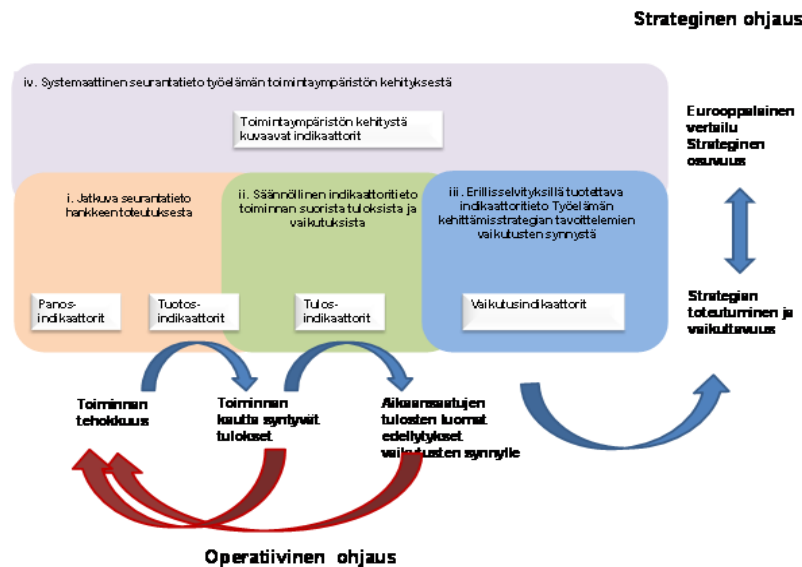 Strateginen ohjaus
iv. Systemaattinen seurantatieto työelämän toimintaympäristön kehityksestä
Toimintaympäristön kehitystä
kuvaavat indikaattorit
Eurooppalainen
vertailu
Strateginen
osuvuus
i. Jatkuva seurantatieto
hankkeen toteutuksesta
ii. Säännöllinen indikaattoritieto
toiminnan suorista tuloksista ja
vaikutuksista
iii. Erillisselvityksillä tuotettava
indikaattoritieto Työelämän
kehittämisstrategian tavoittelemien
vaikutusten synnystä
Panos-
indikaattorit
Tuotos-
indikaattorit
Tulos-
indikaattorit
Vaikutusindikaattorit
Strategian
toteutuminen ja
vaikuttavuus
Toiminnan
tehokkuus
Toiminnan
kautta syntyvät
tulokset
Aikaansaatujen
tulosten luomat
edellytykset
vaikutusten synnylle
Operatiivinen ohjaus